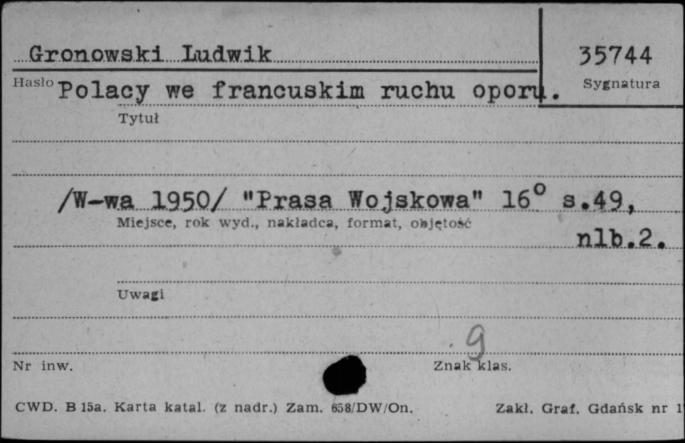 Gronowski Ludwik
35744
Hasło
Sygnatura
Polacy we francuskim ruchu oporu.
Tytuł
/W-wa 1950/ "Prasa Wojskowa" 16° s.49,
Miejsce, rok wyd., nakładca, format, objętość
nlb.2.
Uwagi
9
Nr inw.
Znak klas.
CWD. B 15a. Karta katal. (z nadr.) Zam. 658/DW/On.
Zakł. Graf. Gdańsk nr